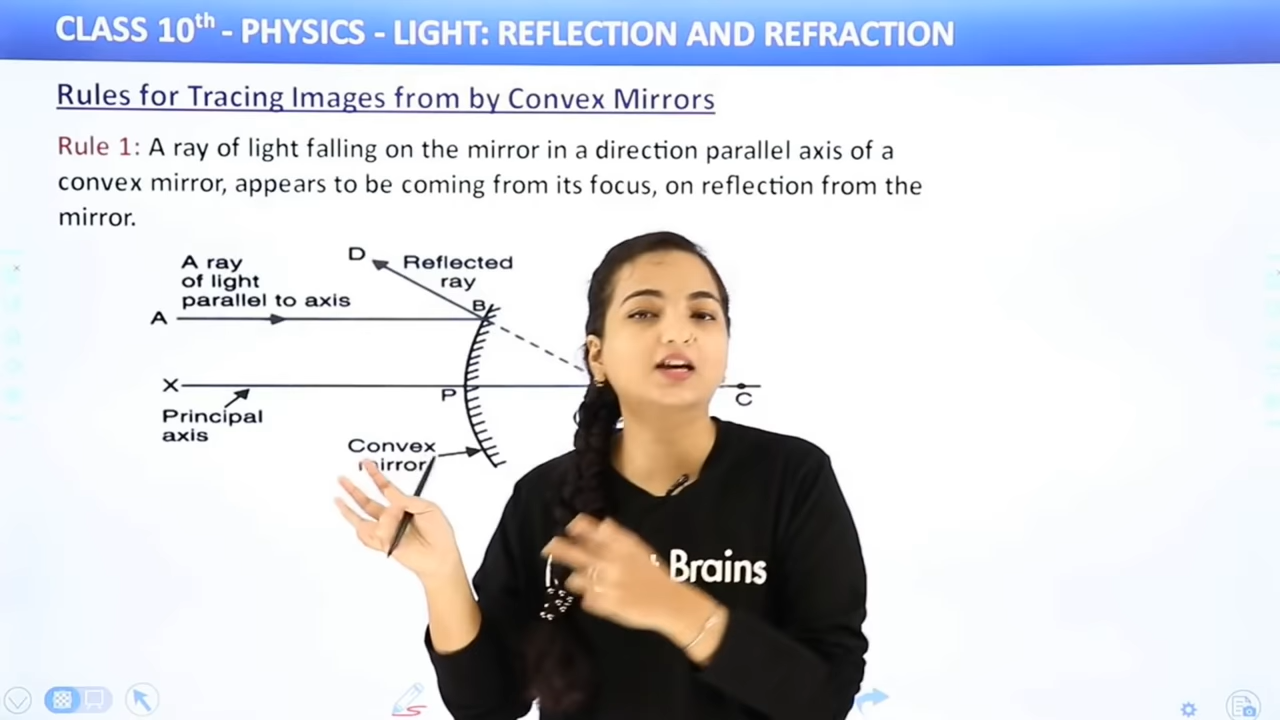 CLASS 10th - PHYSICS - LIGHT: REFLECTION AND REFRACTION
Rules for Tracing Images from by Convex Mirrors
Rule 1: A ray of light falling on the mirror in a direction parallel axis of a
convex mirror, appears to be coming from its focus, on reflection from the
mirror.
A ray
of light
parallel to axis
D
Reflected
ray
B
A
X
P
C
Principal
axis
Convex
mirror
Brains